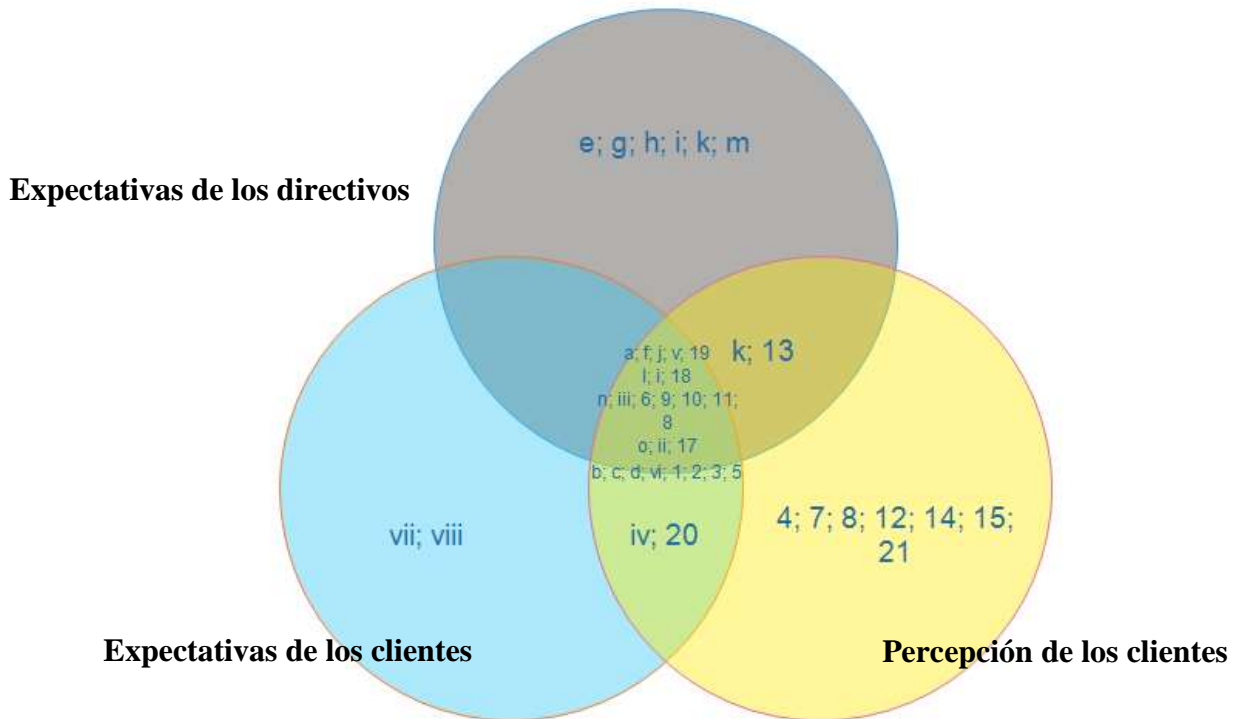 e; g; h; i; k; m
Expectativas de los directivos
a; f; j; v; 19
k; 13
l; i; 18
n; iii; 6; 9; 10; 11;
8
o; ii; 17
b; c; d; vi; 1; 2; 3; 5
4; 7; 8; 12; 14; 15;
21
vii; viii
iv; 20
Expectativas de los clientes
Percepción de los clientes